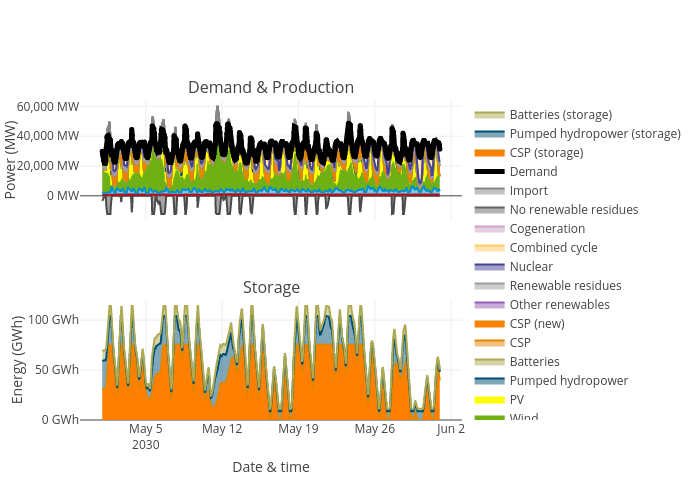 Demand & Production
60,000 MW
40,000 MW
20,000 MW
0 MW
Power (MW)
Storage
100 GWh
50 GWh
0 GWh
Energy (GWh)
May 5
2030
May 12
May 19
May 26
Jun 2
Date & time
Batteries (storage)
Pumped hydropower (storage)
CSP (storage)
Demand
Import
No renewable residues
Cogeneration
Combined cycle
Nuclear
Renewable residues
Other renewables
CSP (new)
CSP
Batteries
Pumped hydropower
PV
Wind